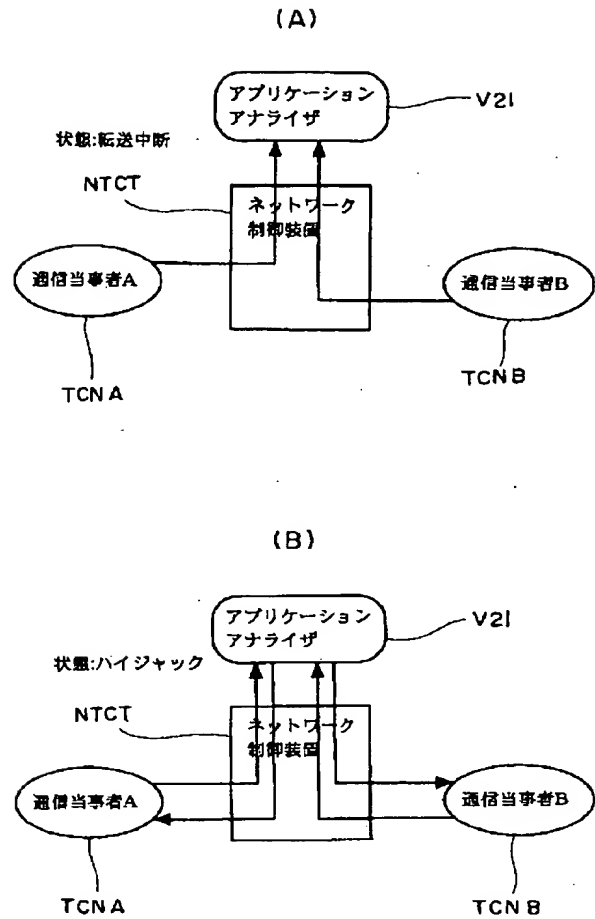 (A)
アプリケーション
アナライザ
V21
状態:転送中断
NTCT
ネットワーク
制御装置
通信当事者A
通信当事者B
TCNA
TCNB
(B)
アプリケーション
アナライザ
V21
状態:ハイジャック
NTCT
ネットワーク
制御装置
通信当事者A
通信当事者B
TCNA
TCNB